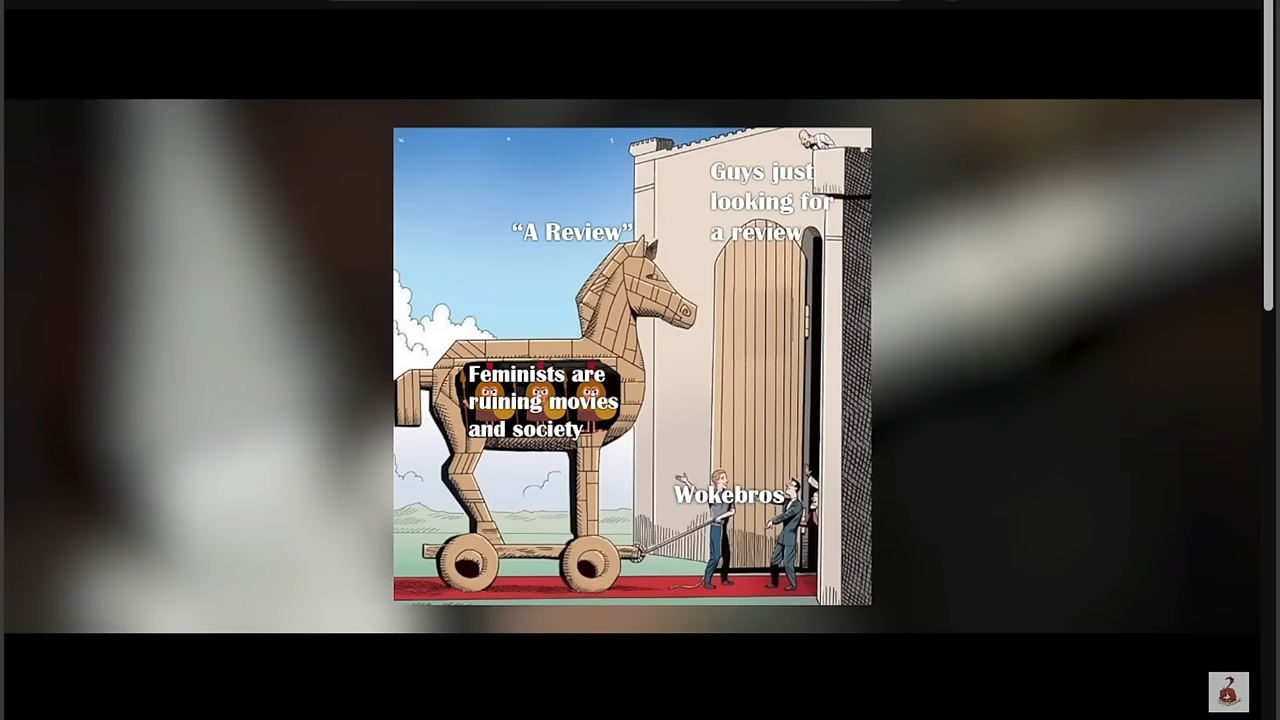 “A Review”
Guys just
looking for
a review
Feminists are
ruining movies
and society
Wokebros